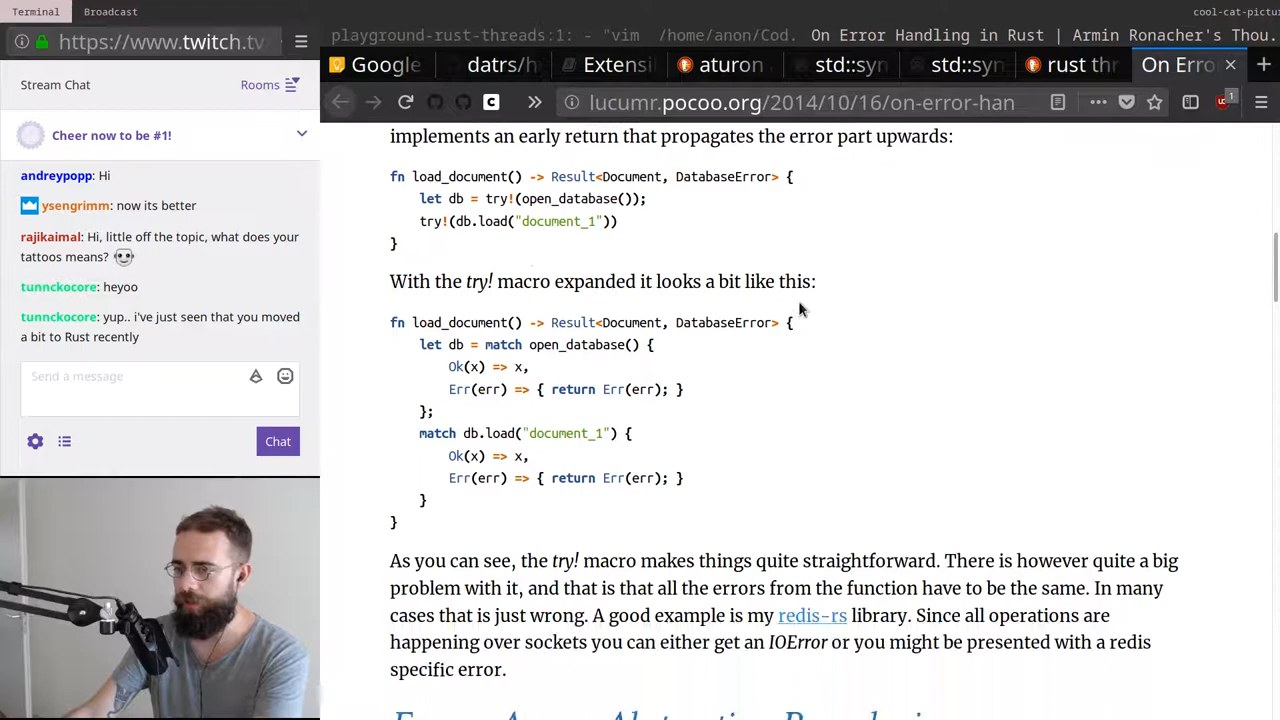 Terminal Broadcast cool-cat-pictu
https://www.twitch.tv
playground-rust-threads:1: - "vim /home/anon/Cod. On Error Handling in Rust | Armin Ronacher's Thou.
Google datrs/h Extensi aturon std::syn std::syn rust thr On Erro
lucumr.pocoo.org/2014/10/16/on-error-han
1
Stream Chat Rooms
Cheer now to be #1!
andreypopp: Hi
ysengrimm: now its better
rajikaimal: Hi, little off the topic, what does your
tattoos means?
tunnckocore: heyoo
tunnckocore: yup.. i've just seen that you moved
a bit to Rust recently
Send a message
Chat
implements an early return that propagates the error part upwards:
fn load_document() -> Result<Document, DatabaseError> {
let db = try!(open_database());
try!(db.load("document_1"))
}
With the try! macro expanded it looks a bit like this:
fn load_document() -> Result<Document, DatabaseError> {
let db = match open_database() {
Ok(x) => x,
Err(err) => { return Err(err); }
};
match db.load("document_1") {
Ok(x) => x,
Err(err) => { return Err(err); }
}
}
As you can see, the try! macro makes things quite straightforward. There is however quite a big
problem with it, and that is that all the errors from the function have to be the same. In many
cases that is just wrong. A good example is my redis-rs library. Since all operations are
happening over sockets you can either get an IOError or you might be presented with a redis
specific error.